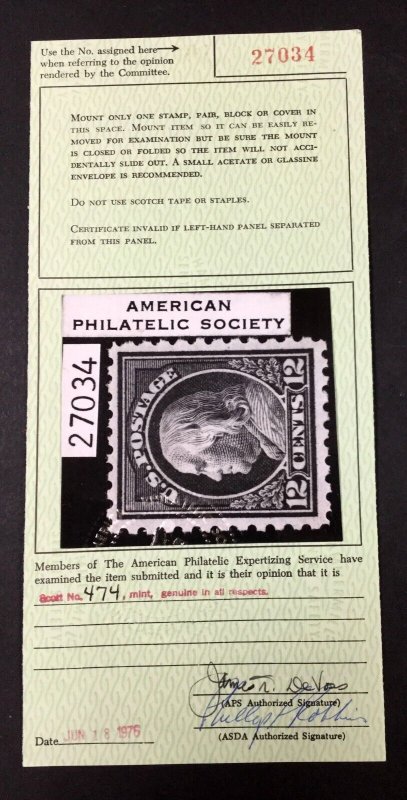 Use the No. assigned here→
when referring to the opinion
rendered by the Committee.
27034
MOUNT ONLY ONE STAMP, PAIR, BLOCK OR COVER IN
THIS SPACE. MOUNT ITEM SO IT CAN BE EASILY RE-
MOVED FOR EXAMINATION BUT BE SURE THE MOUNT
IS CLOSED OR FOLDED SO THE ITEM WILL NOT ACCI-
DENTALLY SLIDE OUT. A SMALL ACETATE OR GLASSINE
ENVELOPE IS RECOMMENDED.
DO NOT USE SCOTCH TAPE OR STAPLES.
CERTIFICATE INVALID IF LEFT-HAND PANEL SEPARATED
FROM THIS PANEL.
AMERICAN
PHILATELIC SOCIETY
27034
U.S. POSTAGE
12 CENTS 12
Members of The American Philatelic Expertizing Service have
examined the item submitted and it is their opinion that it is
Scott No. 474, mint, genuine in all respects.
James T. DeVoss
(APS Authorized Signature)
Phillips F. Robbins
(ASDA Authorized Signature)
Date JUN 18 1976